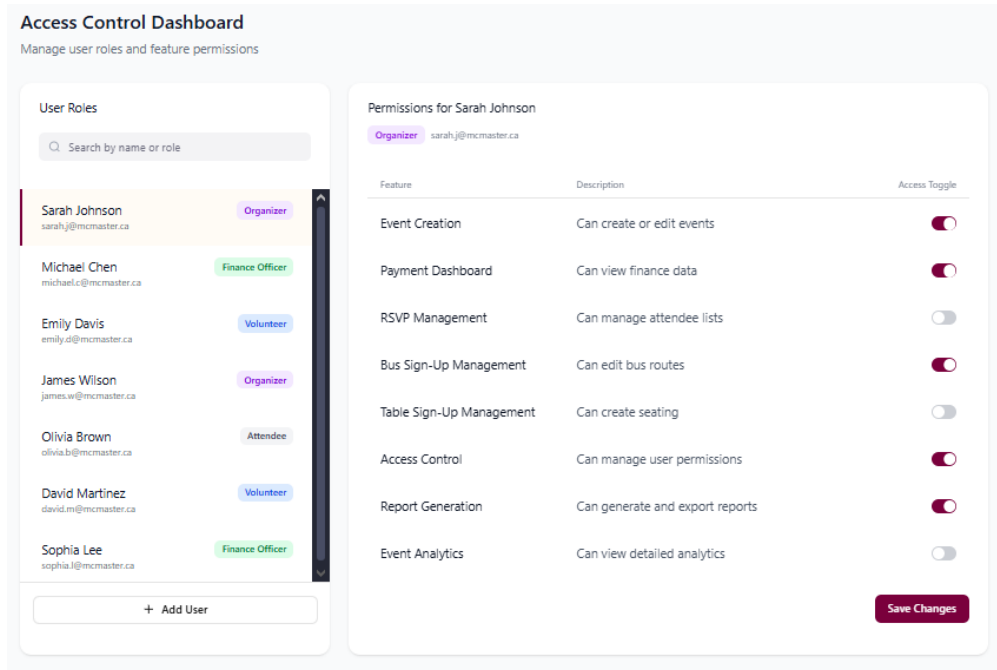 Access Control Dashboard
Manage user roles and feature permissions
User Roles
Search by name or role
Sarah Johnson Organizer
sarah.j@mcmaster.ca
Michael Chen Finance Officer
michael.c@mcmaster.ca
Emily Davis Volunteer
emily.d@mcmaster.ca
James Wilson Organizer
james.w@mcmaster.ca
Olivia Brown Attendee
olivia.b@mcmaster.ca
David Martinez Volunteer
david.m@mcmaster.ca
Sophia Lee Finance Officer
sophia.l@mcmaster.ca
+ Add User
Permissions for Sarah Johnson
Organizer sarah.j@mcmaster.ca
Feature Description Access Toggle
Event Creation Can create or edit events
Payment Dashboard Can view finance data
RSVP Management Can manage attendee lists
Bus Sign-Up Management Can edit bus routes
Table Sign-Up Management Can create seating
Access Control Can manage user permissions
Report Generation Can generate and export reports
Event Analytics Can view detailed analytics
Save Changes